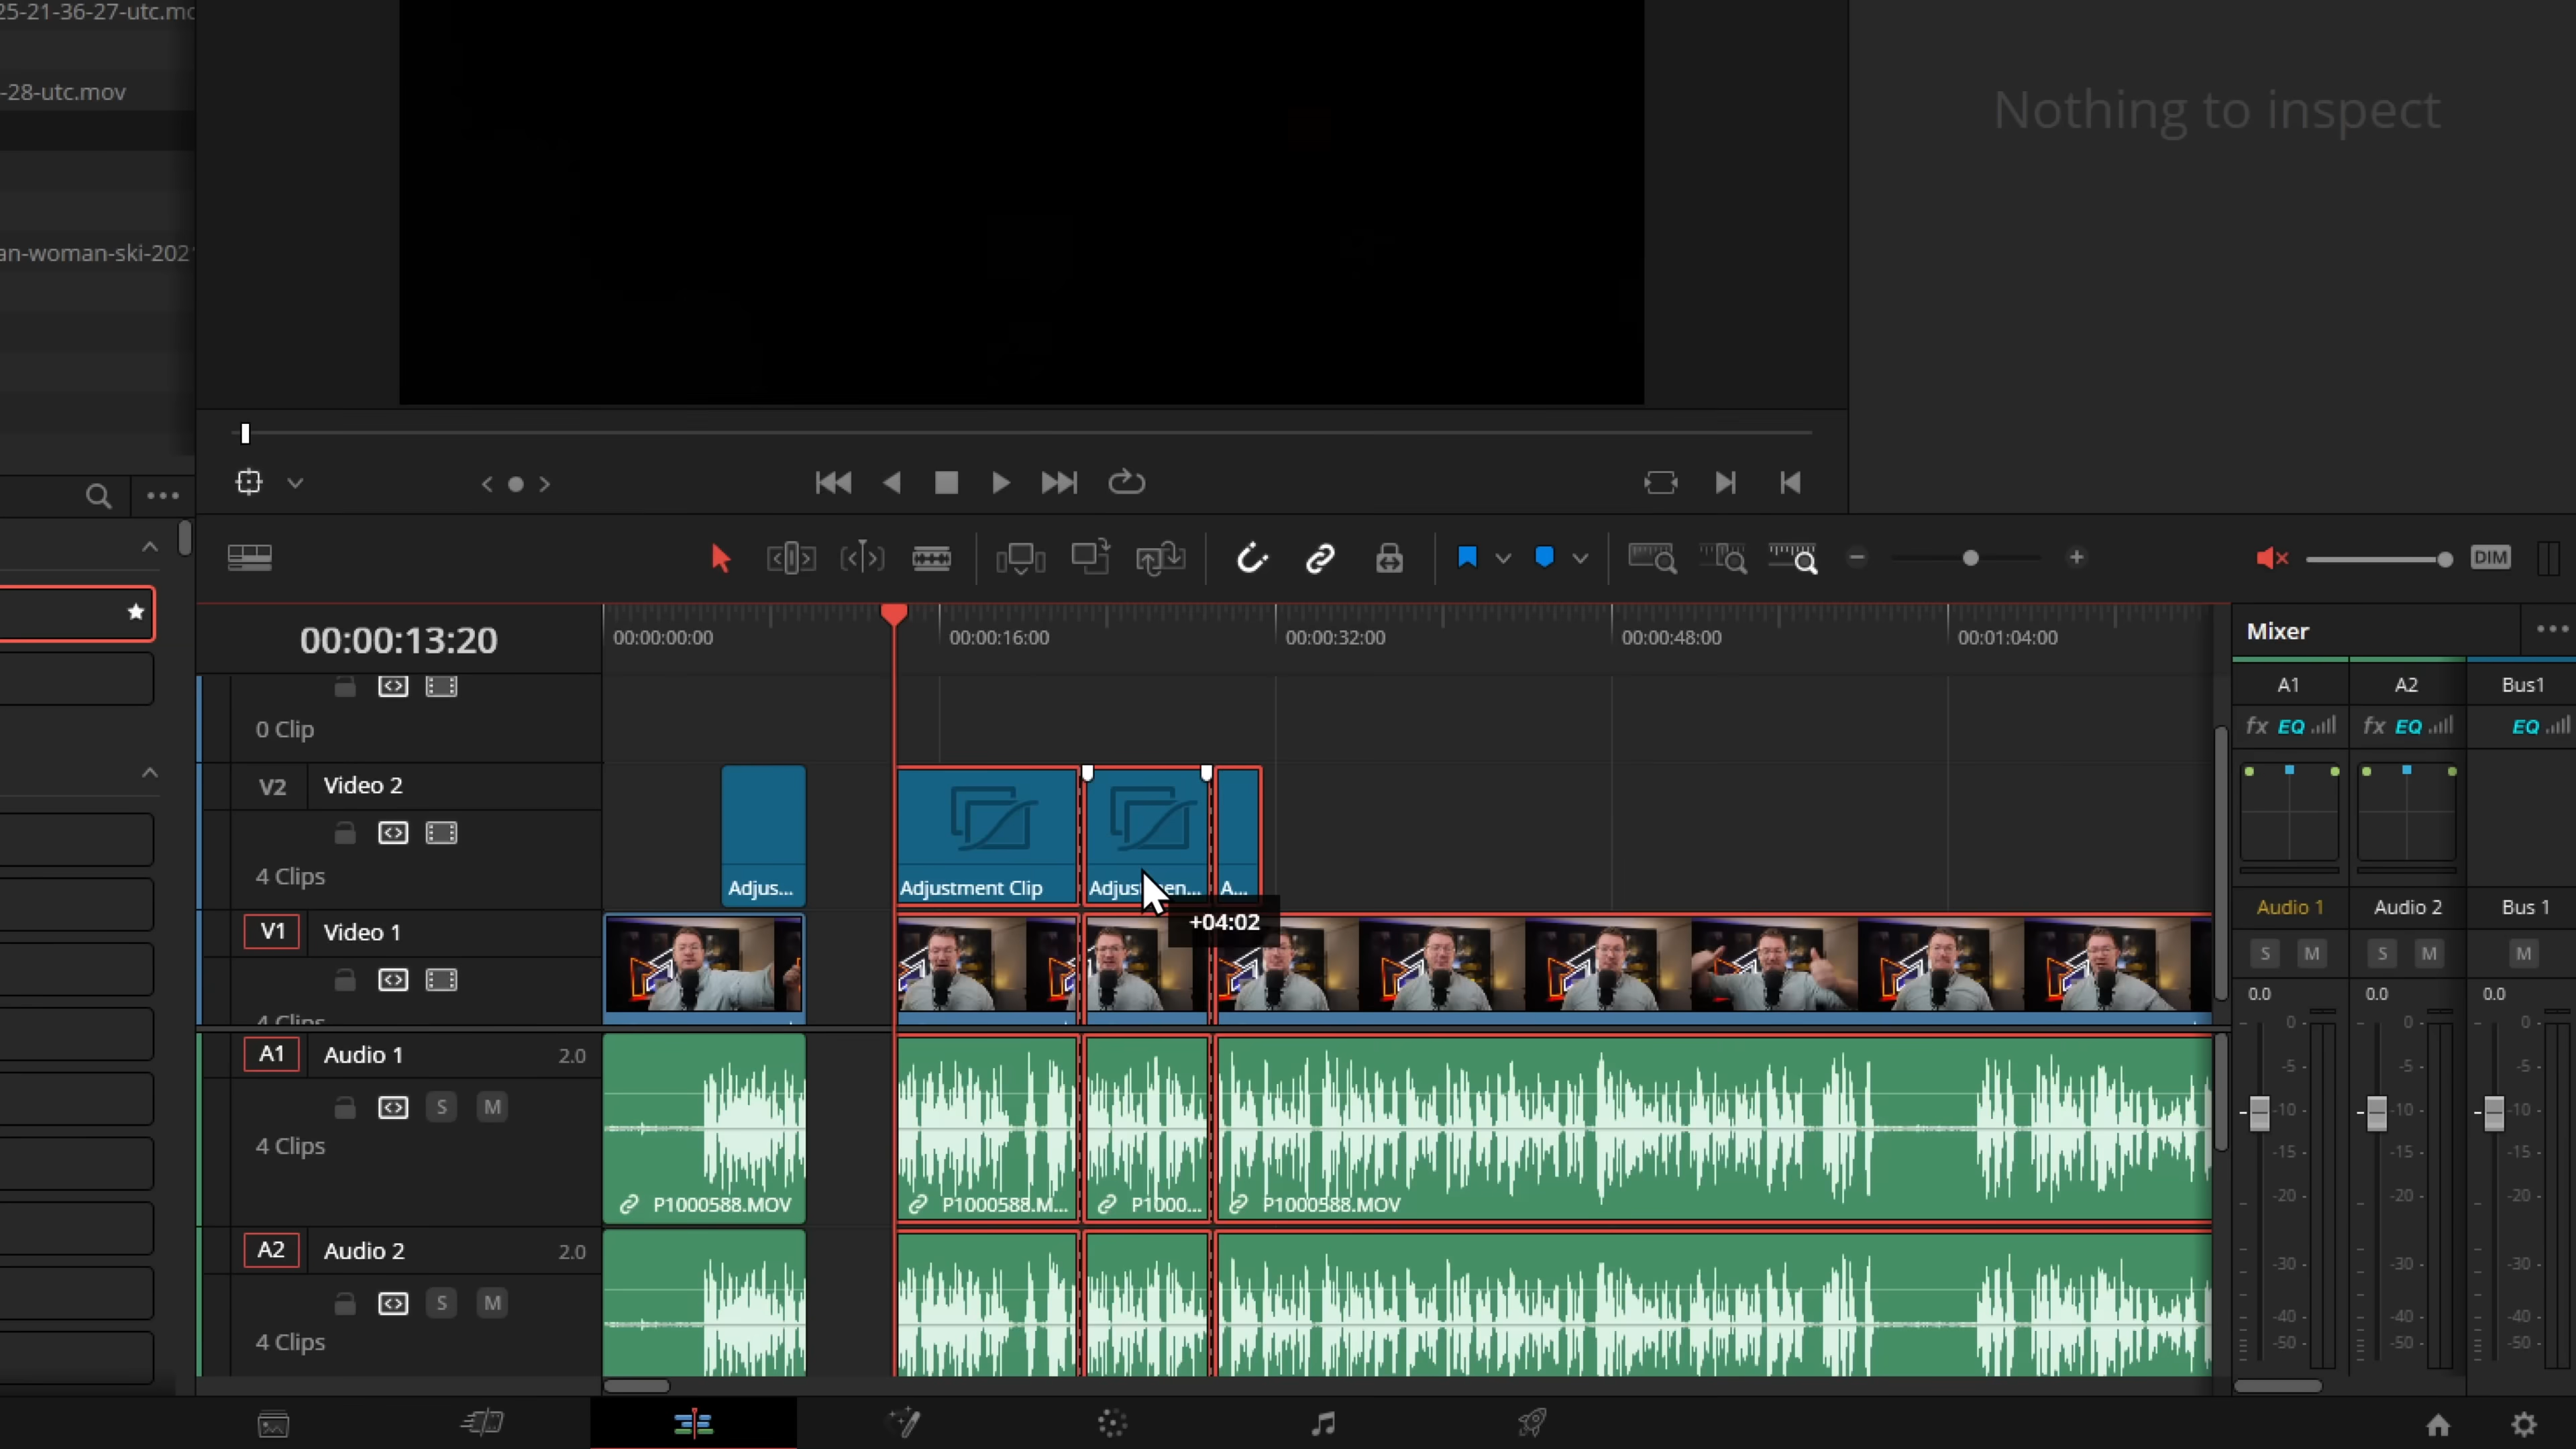 25-21-36-27-utc.mo
-28-utc.mov
an-woman-ski-202
Nothing to inspect
DIM
00:00:13:20
00:00:00:00
00:00:16:00
00:00:32:00
00:00:48:00
00:01:04:00
Mixer
0 Clip
A1
A2
Bus1
fx EQ
fx EQ
EQ
V2
Video 2
4 Clips
Adjus...
Adjustment Clip
Adjus en...
A...
+04:02
V1
Video 1
4 Clips
Audio 1
Audio 2
Bus 1
S
M
S
M
M
0.0
0.0
0.0
A1
Audio 1
2.0
S
M
4 Clips
P1000588.MOV
P1000588.M...
P1000...
P1000588.MOV
A2
Audio 2
2.0
S
M
4 Clips
0
-5
-10
-15
-20
-30
-40
-50
0
-5
-10
-15
-20
-30
-40
-50
0
-5
-10
-15
-20
-30
-40
-50